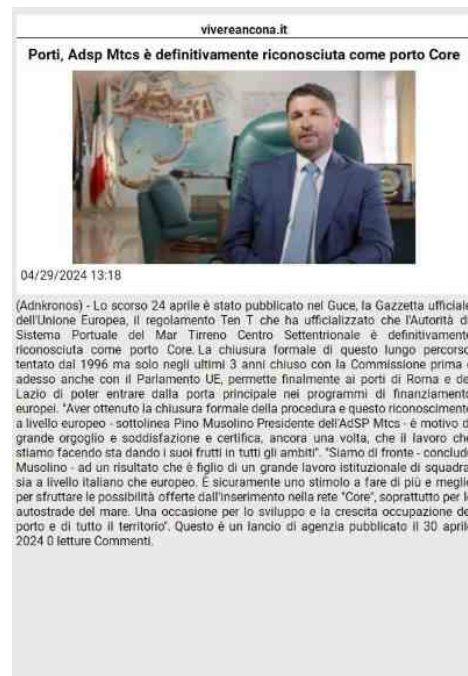 vivereancona.it
Porti, Adsp Mtcs è definitivamente riconosciuta come porto Core
04/29/2024 13:18
(Adnkronos) - Lo scorso 24 aprile è stato pubblicato nel Guce, la Gazzetta ufficiale
dell'Unione Europea, il regolamento Ten T che ha ufficializzato che l'Autorità di
Sistema Portuale del Mar Tirreno Centro Settentrionale è definitivamente
riconosciuta come porto Core. La chiusura formale di questo lungo percorso,
tentato dal 1996 ma solo negli ultimi 3 anni chiuso con la Commissione prima e
adesso anche con il Parlamento UE, permette finalmente ai porti di Roma e del
Lazio di poter entrare dalla porta principale nei programmi di finanziamento
europei. "Aver ottenuto la chiusura formale della procedura e questo riconoscimento
a livello europeo - sottolinea Pino Musolino Presidente dell'AdSP Mtcs - è motivo di
grande orgoglio e soddisfazione e certifica, ancora una volta, che il lavoro che
stiamo facendo sta dando i suoi frutti in tutti gli ambiti". "Siamo di fronte - conclude
Musolino - ad un risultato che è figlio di un grande lavoro istituzionale di squadra
sia a livello italiano che europeo. È sicuramente uno stimolo a fare di più e meglio
per sfruttare le possibilità offerte dall'inserimento nella rete "Core", soprattutto per le
autostrade del mare. Una occasione per lo sviluppo e la crescita occupazione del
porto e di tutto il territorio". Questo è un lancio di agenzia pubblicato il 30 aprile
2024 0 letture Commenti.